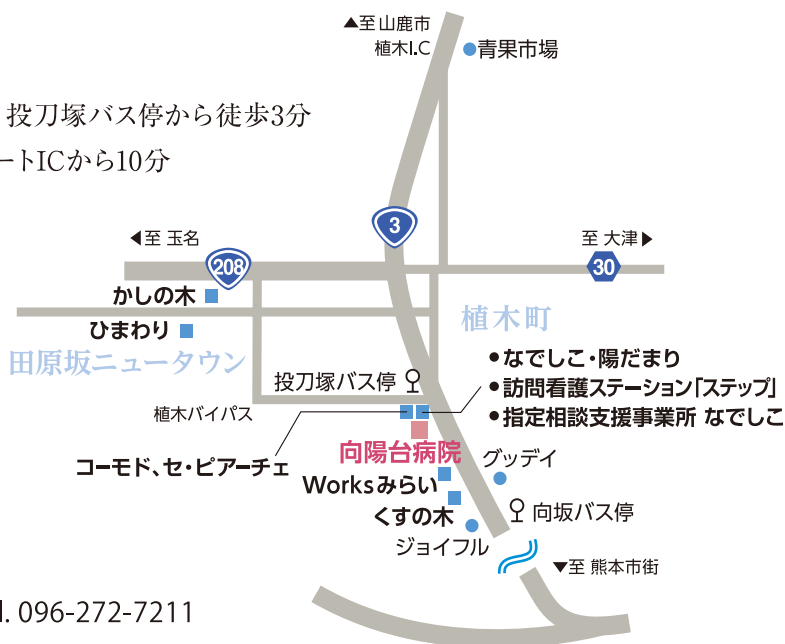 ▲至 山鹿市
植木I.C
青果市場
投刀塚バス停から徒歩3分
ートICから10分
3
◀至 玉名
至 大津▶
208
30
かしの木
ひまわり
植木町
田原坂ニュータウン
投刀塚バス停
植木バイパス
•なでしこ・陽だまり
•訪問看護ステーション「ステップ」
•指定相談支援事業所 なでしこ
コーモド、セ・ピアーチェ
向陽台病院
グッデイ
Worksみらい
くすの木
向坂バス停
ジョイフル
▼至 熊本市街
l. 096-272-7211